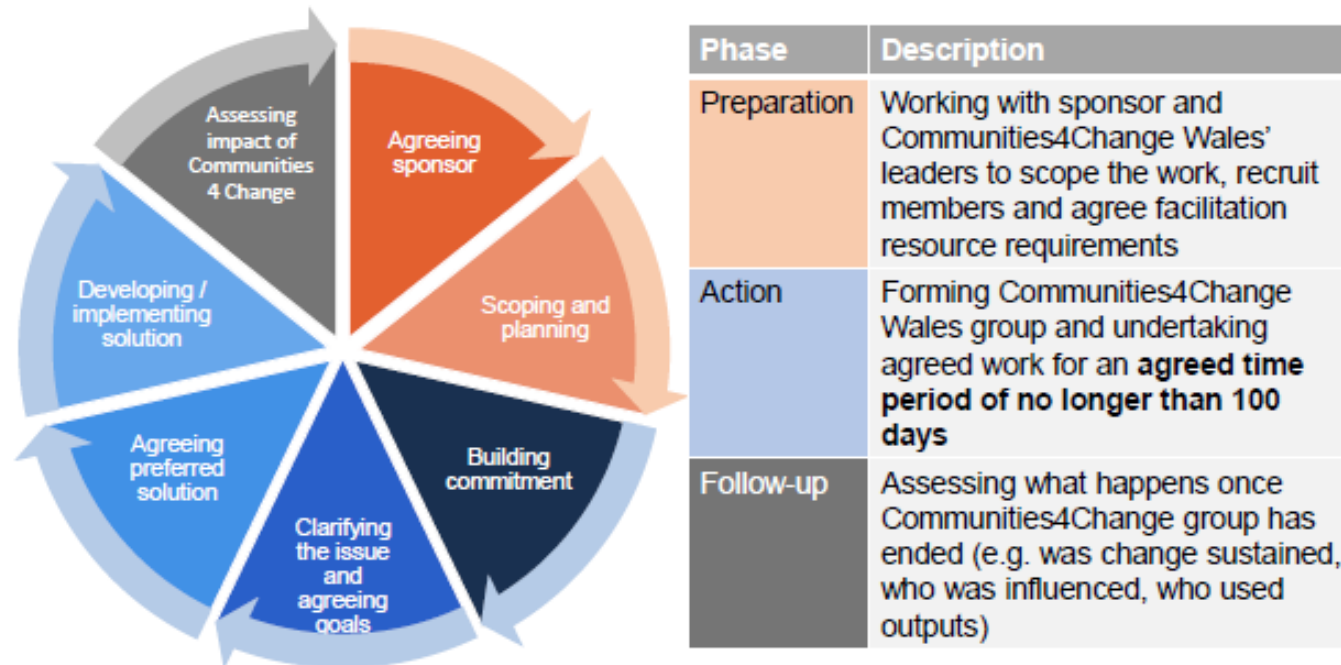 Assessing
impact of
Communities
4 Change
Agreeing
sponsor
Scoping and
planning
Building
commitment
Clarifying
the issue
and
agreeing
goals
Agreeing
preferred
solution
Developing /
implementing
solution
Phase Description
Preparation Working with sponsor and
Communities4Change Wales'
leaders to scope the work, recruit
members and agree facilitation
resource requirements
Action Forming Communities4Change
Wales group and undertaking
agreed work for an agreed time
period of no longer than 100
days
Follow-up Assessing what happens once
Communities4Change group has
ended (e.g. was change sustained,
who was influenced, who used
outputs)